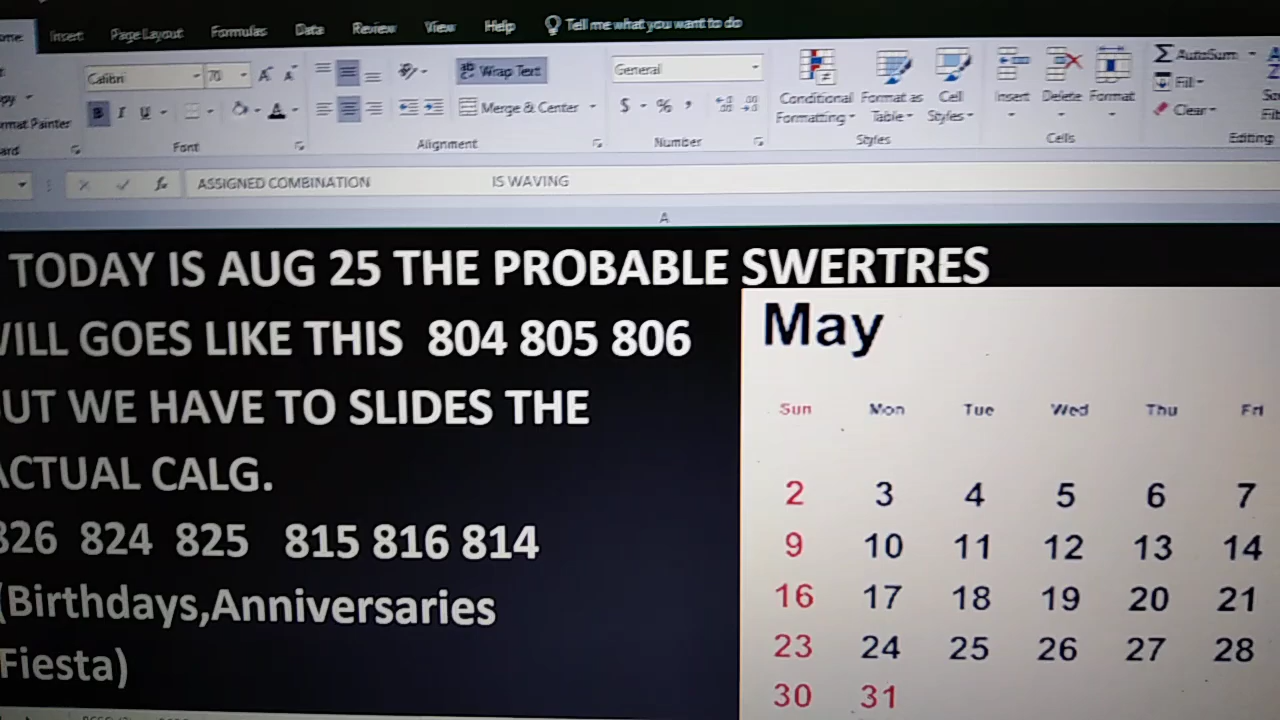 Insert Page Layout Formulas Data Review View Help Tell me what you want to do
Calibri 70 Wrap Text General AutoSum
B I U Merge & Center $ % Conditional Formatting Format as Table Cell Styles Insert Delete Format Fill
Clear
Font Alignment Number Styles Cells Editing
fx ASSIGNED COMBINATION IS WAVING
A
TODAY IS AUG 25 THE PROBABLE SWERTRES
WILL GOES LIKE THIS 804 805 806
BUT WE HAVE TO SLIDES THE
ACTUAL CALG.
826 824 825 815 816 814
(Birthdays,Anniversaries
Fiesta)
May
Sun Mon Tue Wed Thu Fri
2 3 4 5 6 7
9 10 11 12 13 14
16 17 18 19 20 21
23 24 25 26 27 28
30 31